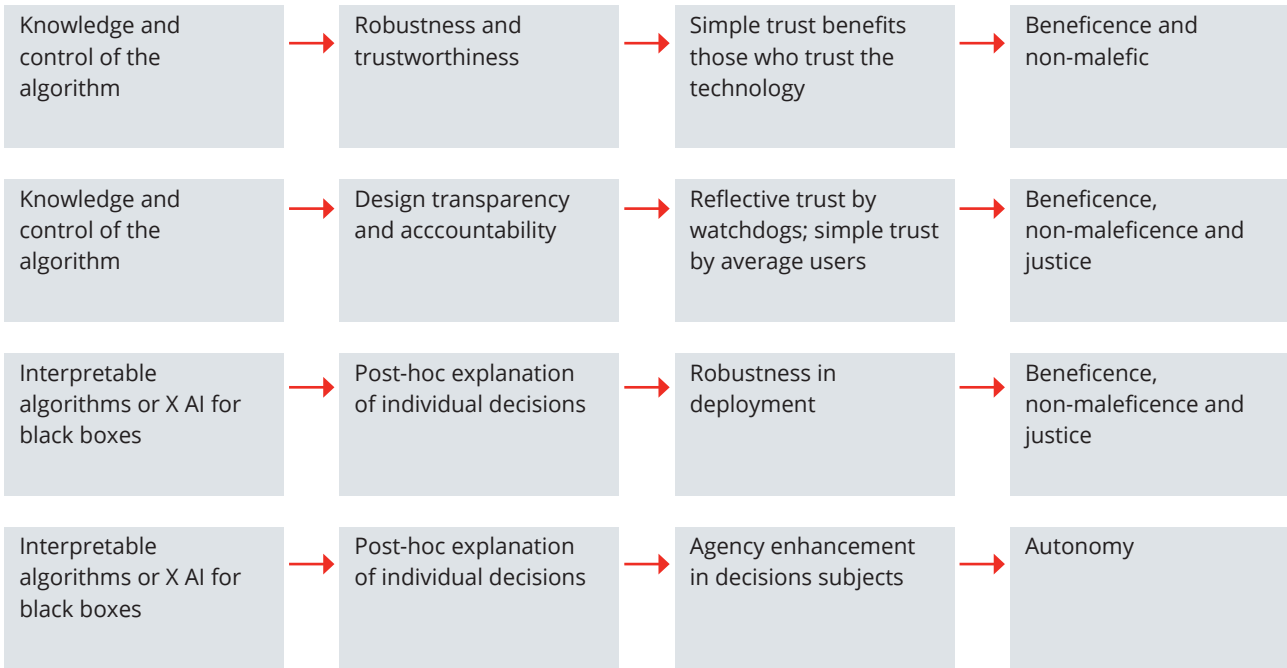 Knowledge and
control of the
algorithm
Robustness and
trustworthiness
Simple trust benefits
those who trust the
technology
Beneficence and
non-malefic
Knowledge and
control of the
algorithm
Design transparency
and acccountability
Reflective trust by
watchdogs; simple trust
by average users
Beneficence,
non-maleficence and
justice
Interpretable
algorithms or X AI for
black boxes
Post-hoc explanation
of individual decisions
Robustness in
deployment
Beneficence,
non-maleficence and
justice
Interpretable
algorithms or X AI for
black boxes
Post-hoc explanation
of individual decisions
Agency enhancement
in decisions subjects
Autonomy